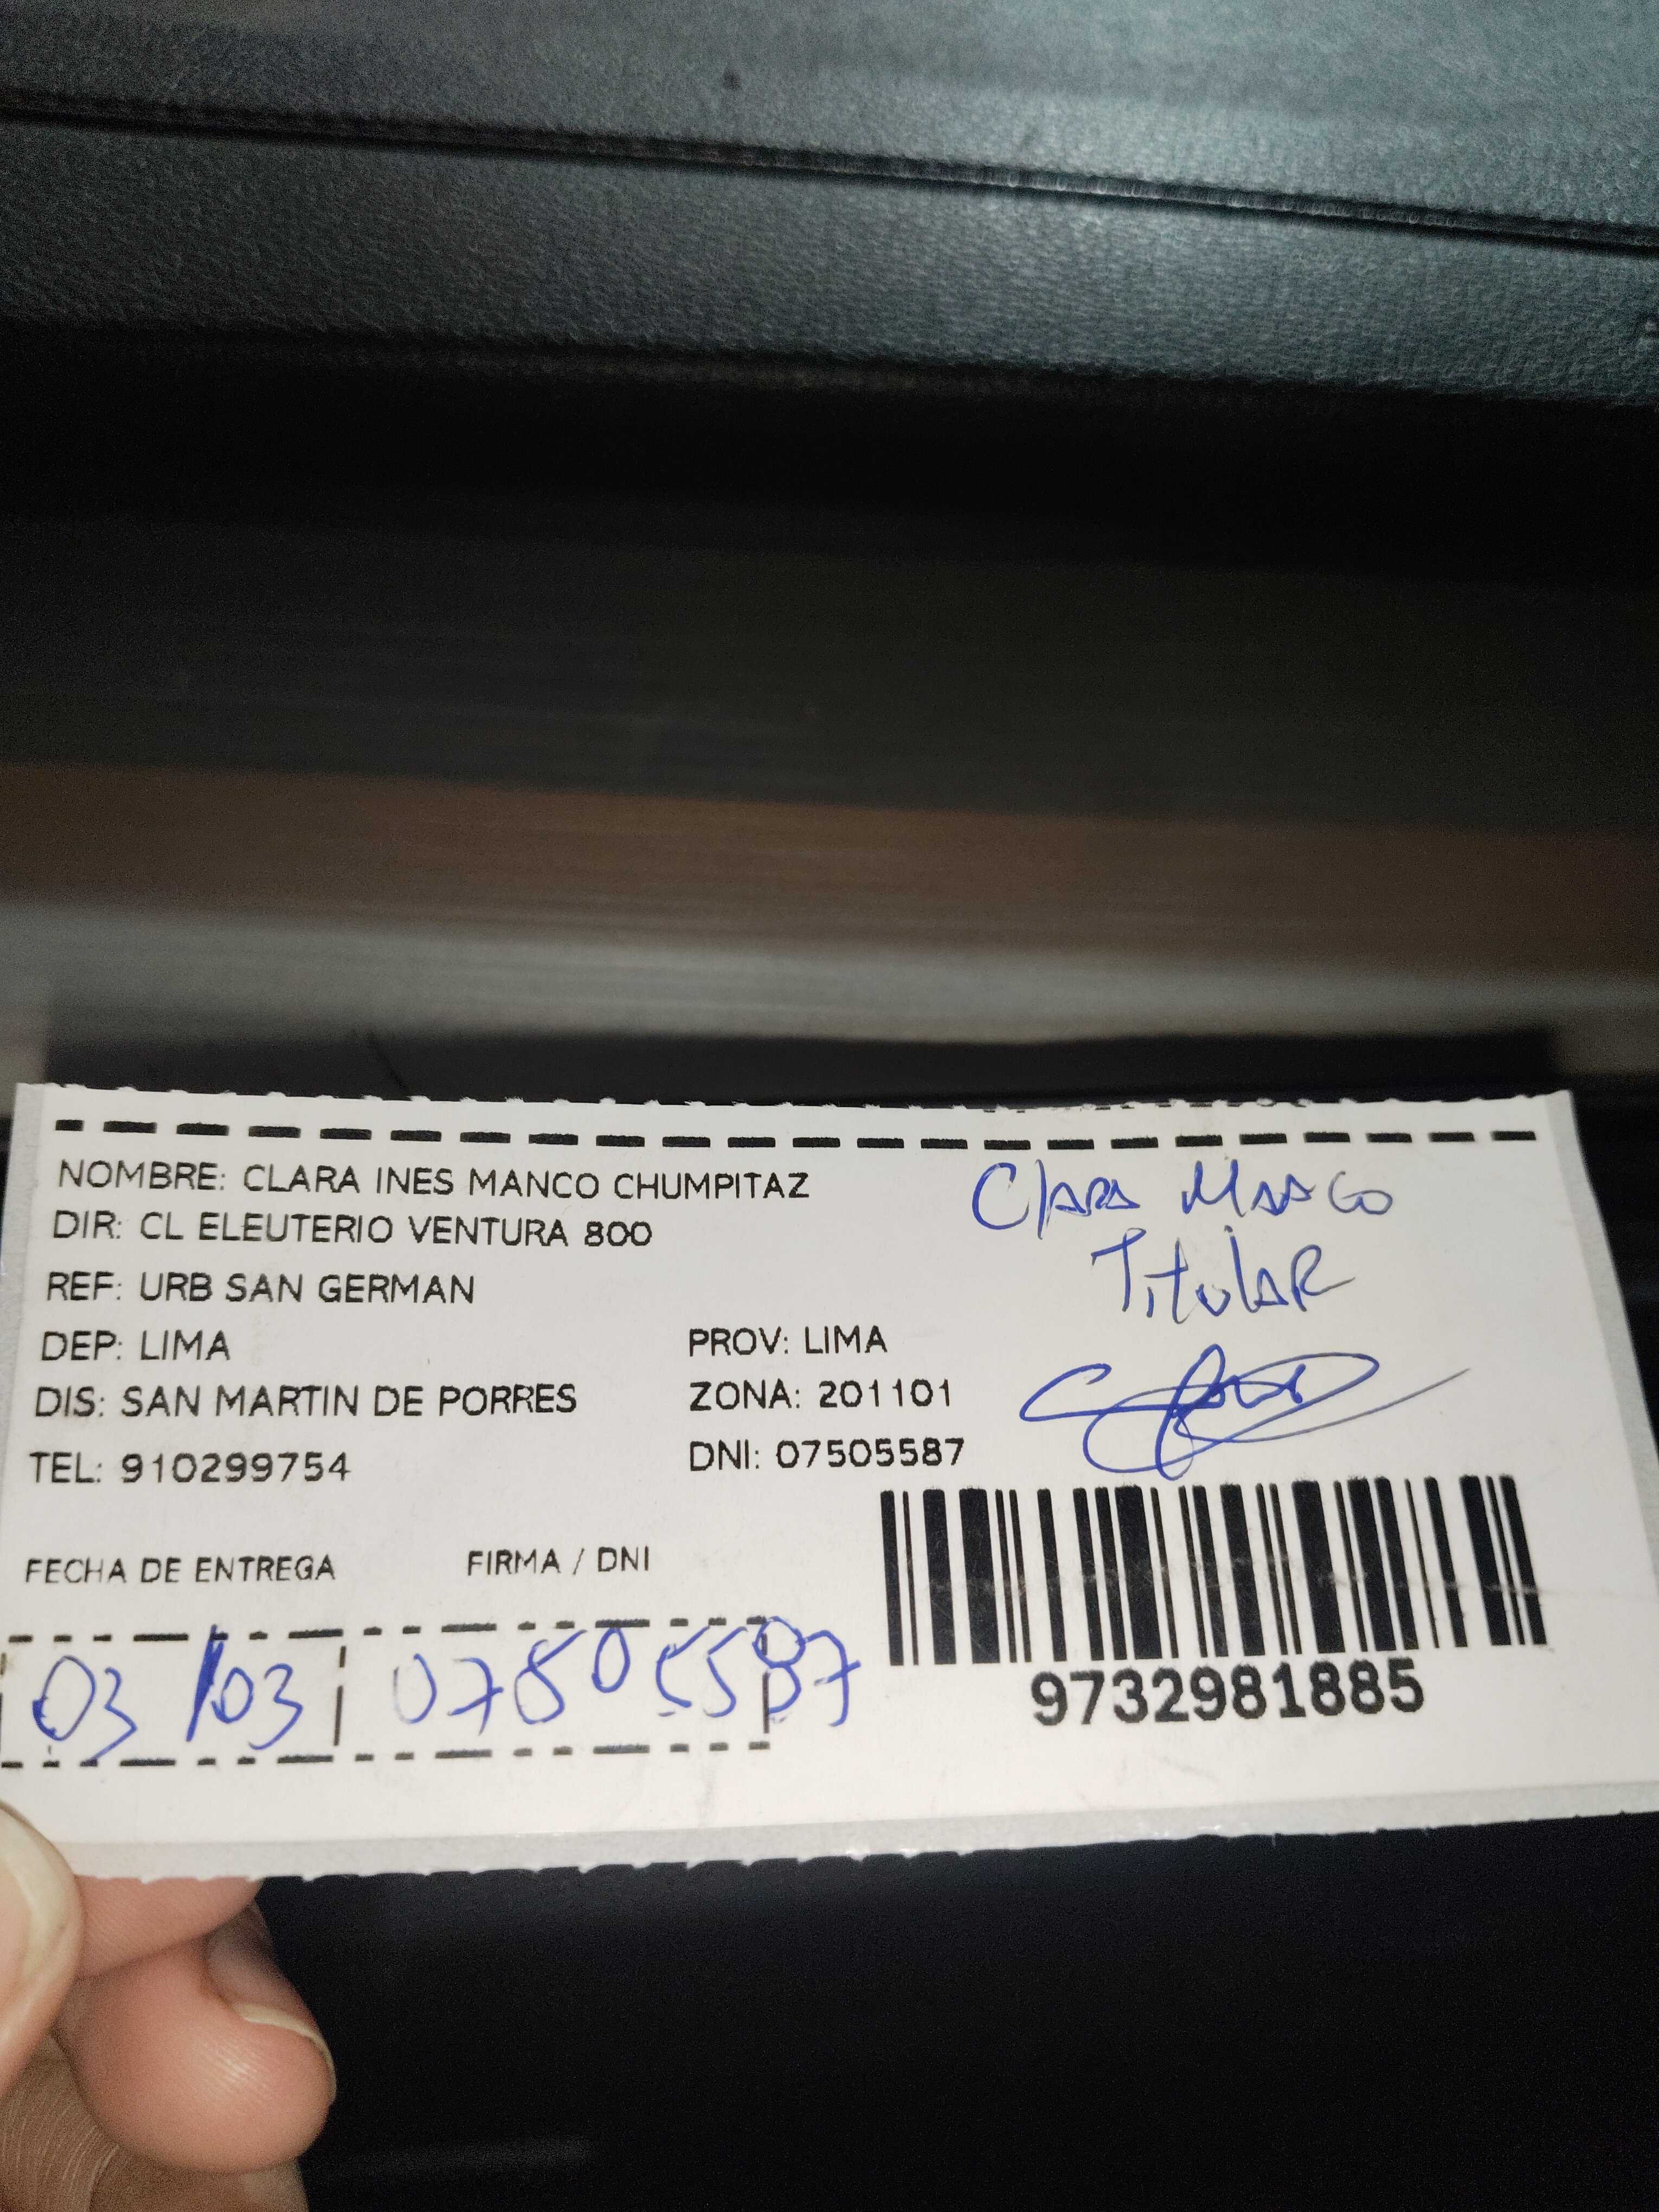 NOMBRE: CLARA INES MANCO CHUMPITAZ
Clara Manco
DIR: CL ELEUTERIO VENTURA 800
Titular
REF: URB SAN GERMAN
DEP: LIMA PROV: LIMA
DIS: SAN MARTIN DE PORRES ZONA: 201101
TEL: 910299754 DNI: 07505587
FECHA DE ENTREGA FIRMA / DNI
03/03 07505587
9732981885